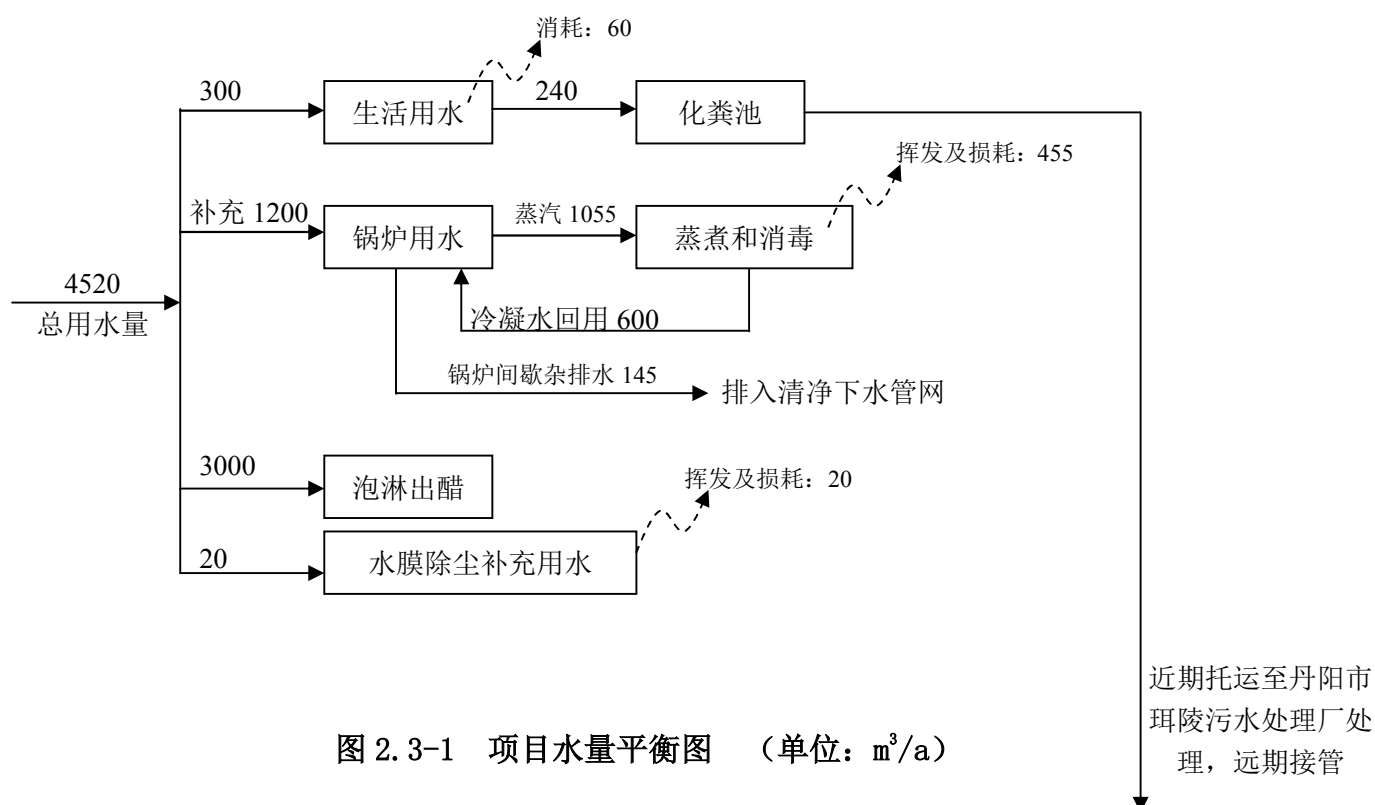 消耗：60
300
生活用水
240
化粪池
挥发及损耗：455
补充 1200
锅炉用水
蒸汽 1055
蒸煮和消毒
4520
总用水量
冷凝水回用 600
锅炉间歇杂排水 145
排入清净下水管网
3000
泡淋出醋
挥发及损耗：20
20
水膜除尘补充用水
近期托运至丹阳市
珥陵污水处理厂处
理，远期接管
图 2.3-1 项目水量平衡图 （单位：m³/a）